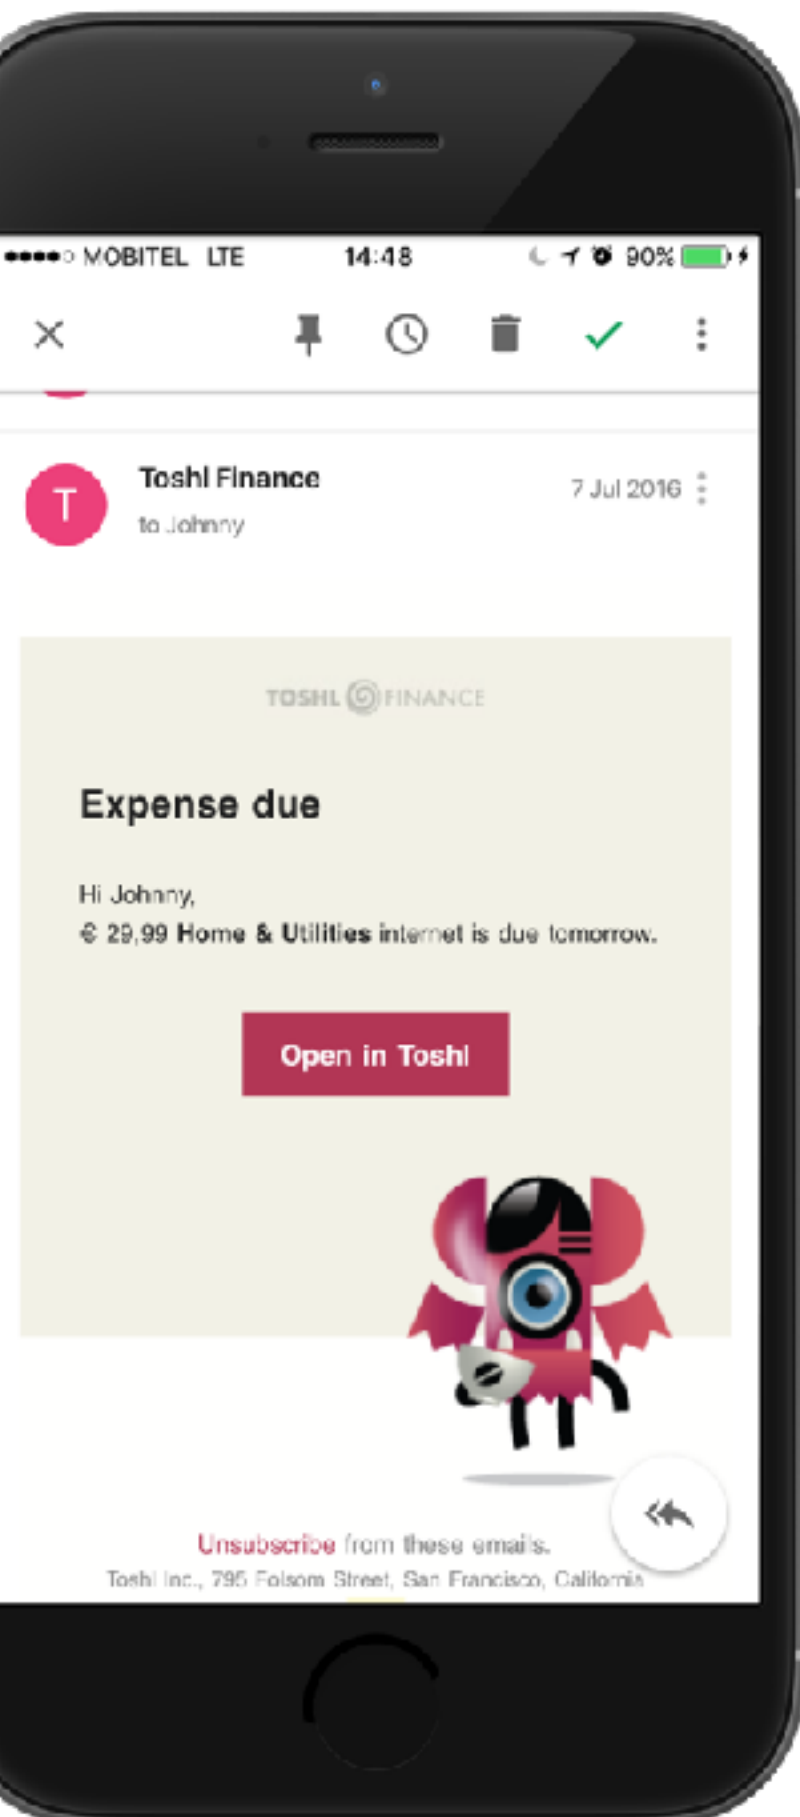 MOBITEL LTE 14:48 90%
T
Toshl Finance
7 Jul 2016
to Johnny
TOSHL FINANCE
Expense due
Hi Johnny,
€ 29,99 Home & Utilities internet is due tomorrow.
Open in Toshl
Unsubscribe from these emails.
Toshl Inc., 795 Folsom Street, San Francisco, California